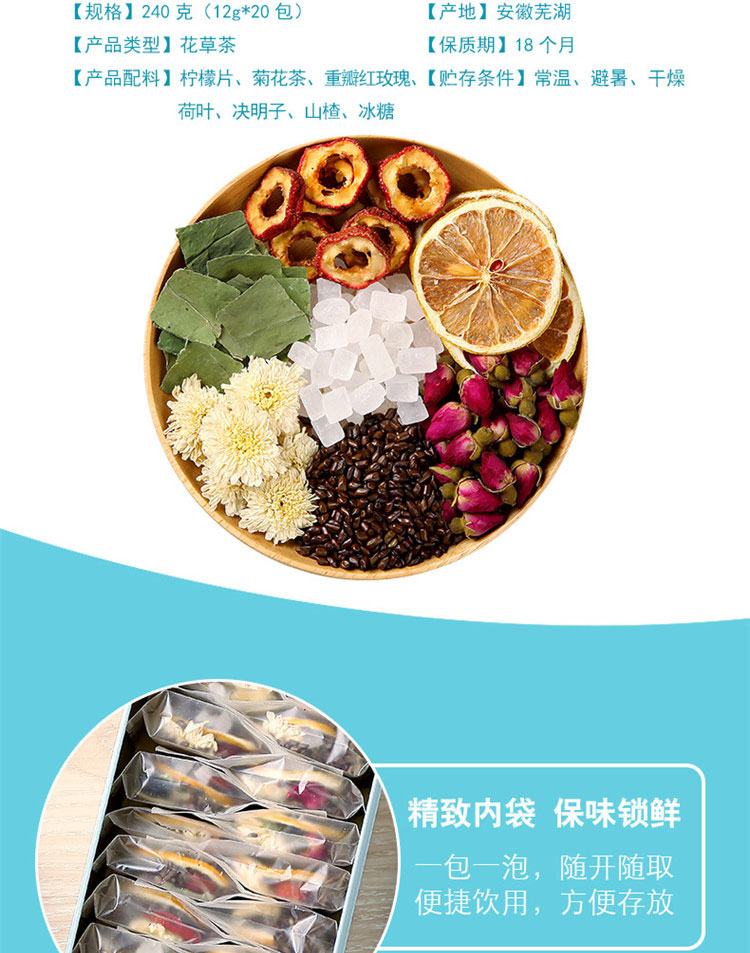 【规格】240 克（12g*20 包） 【产地】安徽芜湖
【产品类型】花草茶 【保质期】18 个月
【产品配料】柠檬片、菊花茶、重瓣红玫瑰、【贮存条件】常温、避暑、干燥
荷叶、决明子、山楂、冰糖
精致内袋 保味锁鲜
一包一泡，随开随取
便捷饮用，方便存放